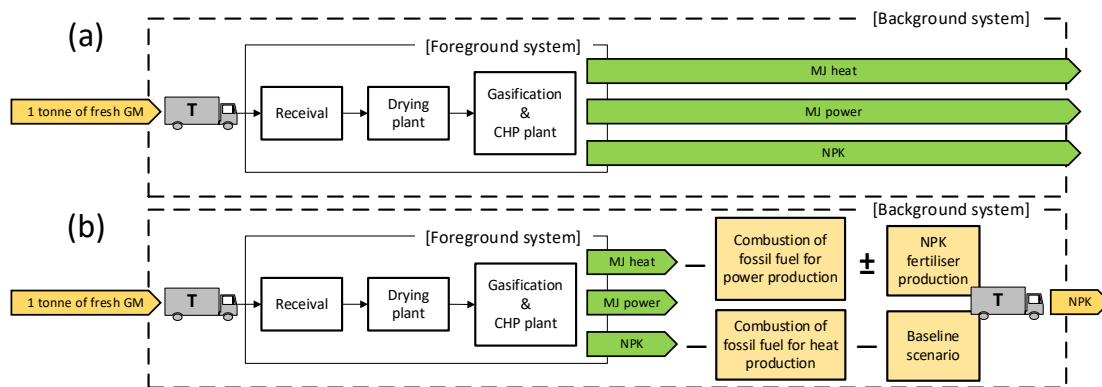 (a)
[Background system]
[Foreground system]
1 tonne of fresh GM
T
Receival
Drying
plant
Gasification
&
CHP plant
MJ heat
MJ power
NPK
(b)
[Background system]
[Foreground system]
1 tonne of fresh GM
T
Receival
Drying
plant
Gasification
&
CHP plant
MJ heat
MJ power
NPK
—
Combustion of
fossil fuel for
power production
±
NPK
fertiliser
production
—
Combustion of
fossil fuel for heat
production
—
Baseline
scenario
T
NPK